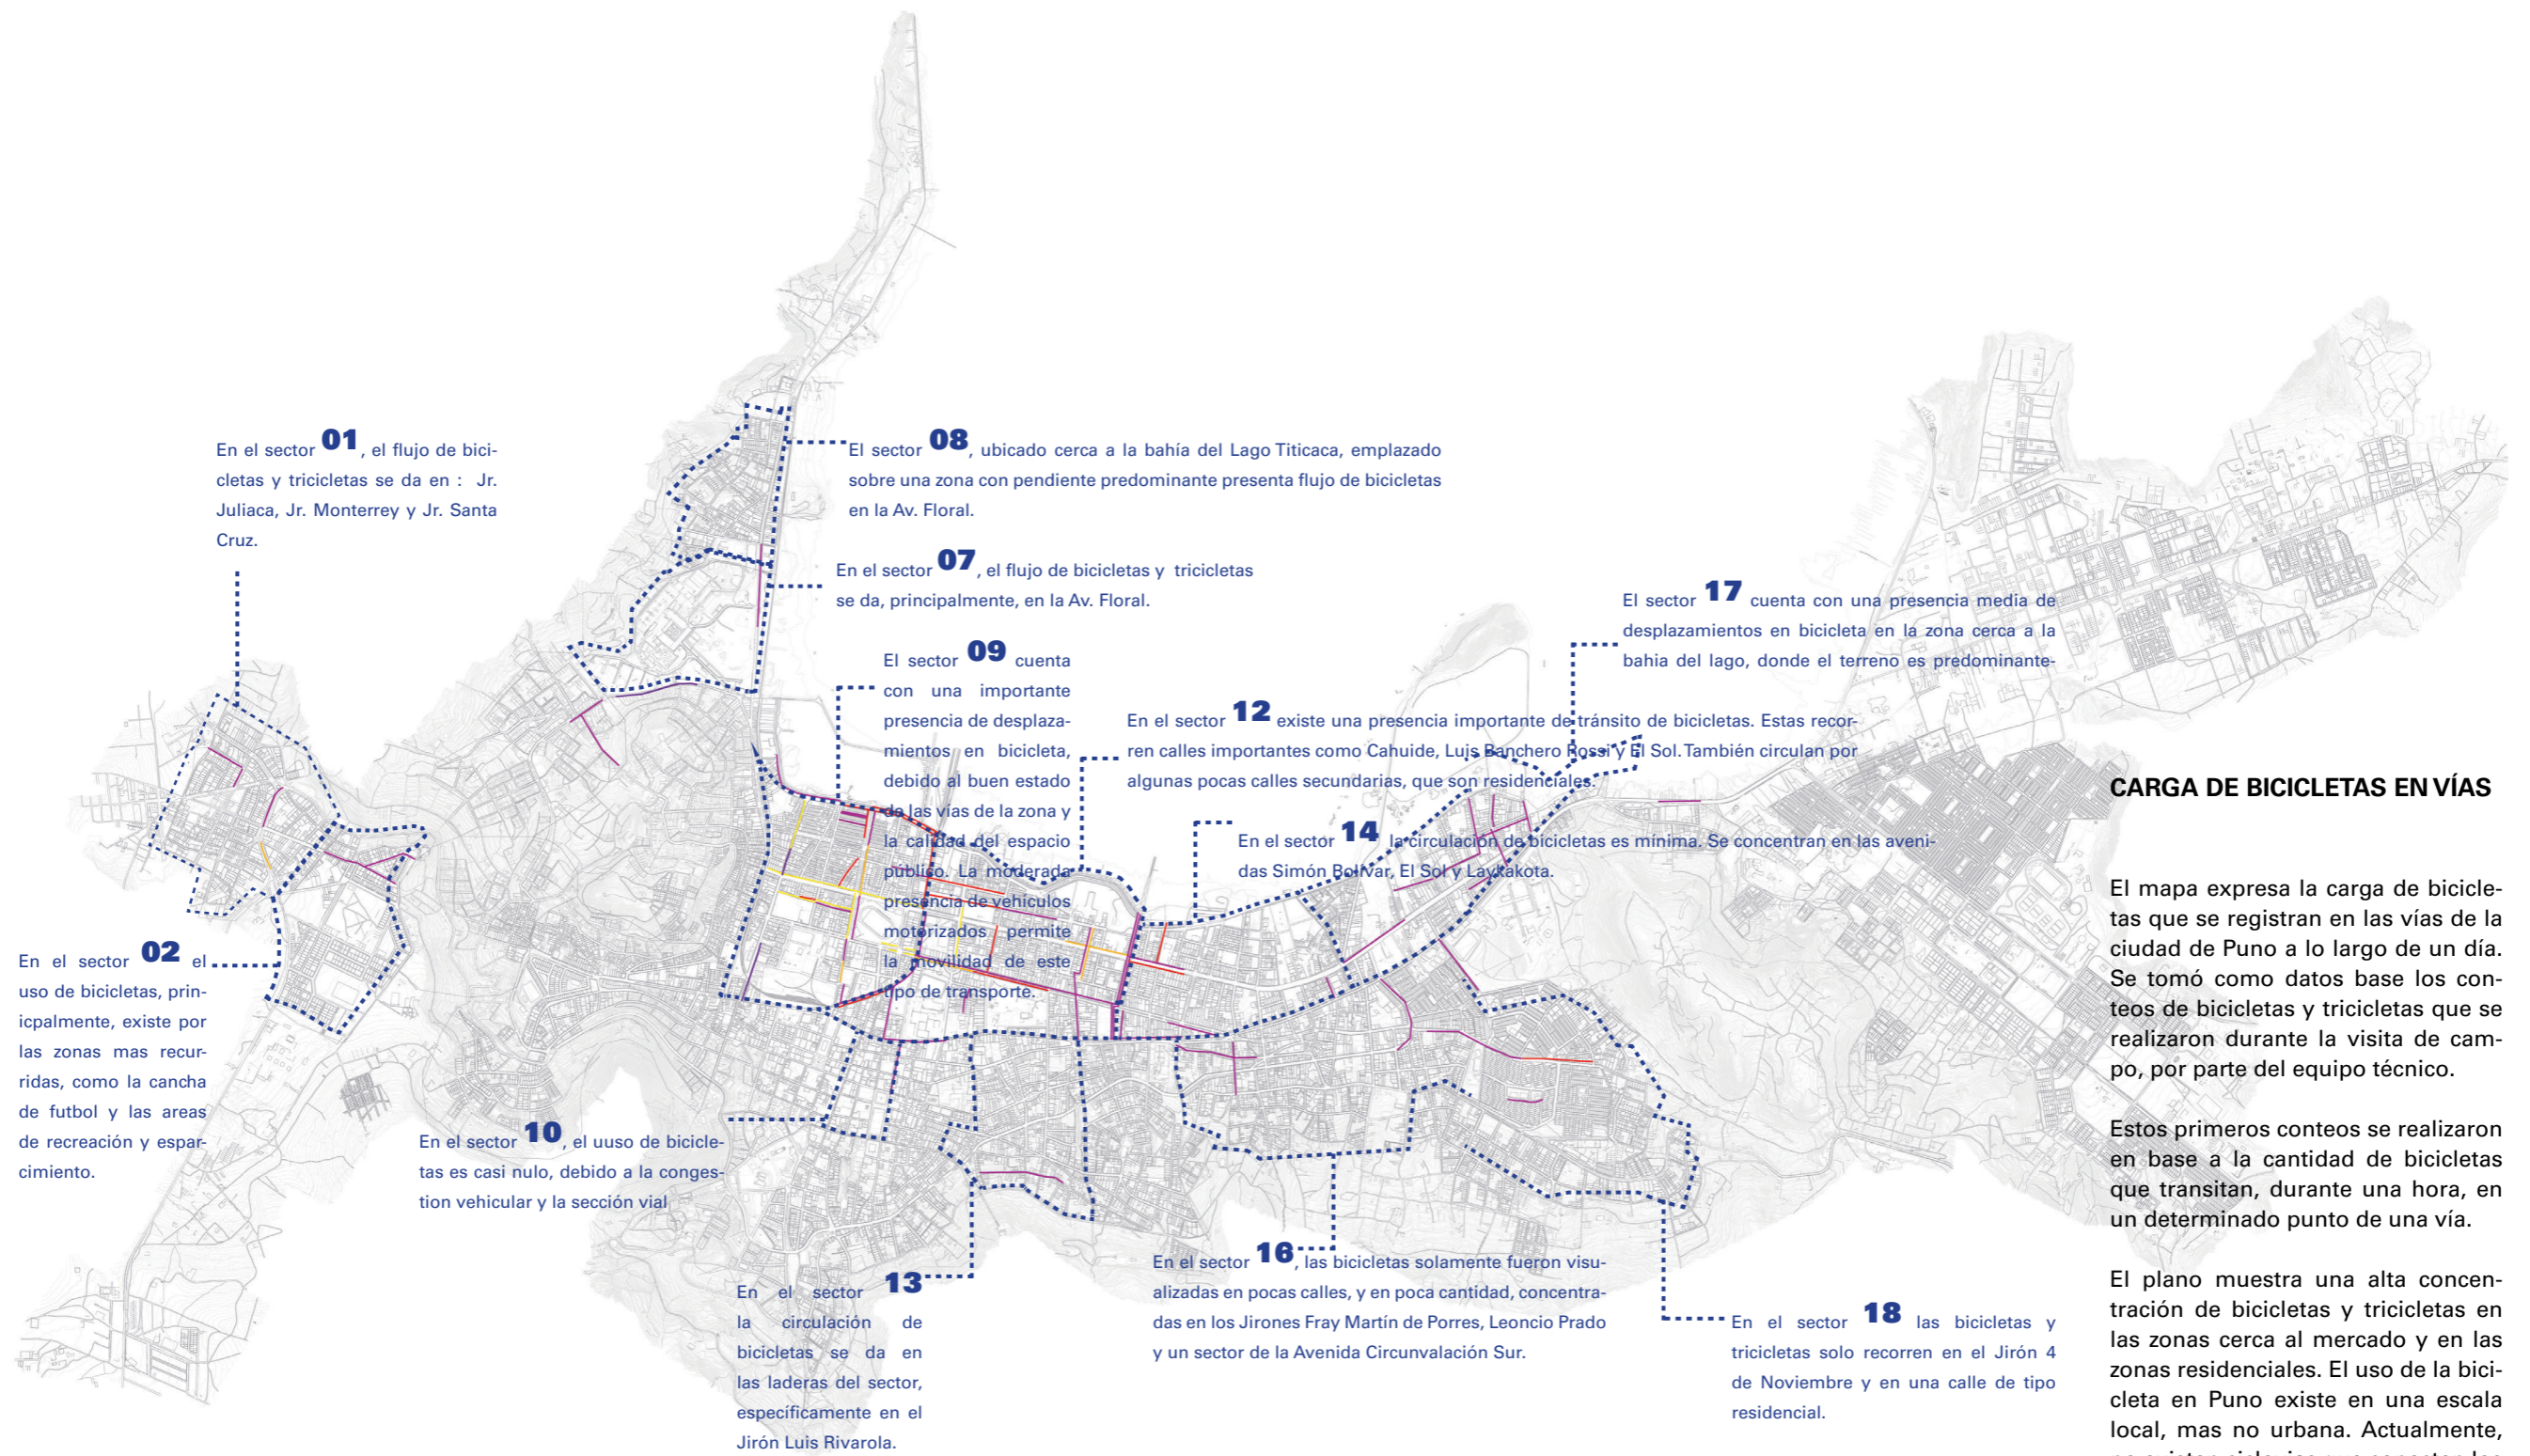 En el sector 01, el flujo de bici-
cletas y tricicletas se da en : Jr.
Juliaca, Jr. Monterrey y Jr. Santa
Cruz.
El sector 08, ubicado cerca a la bahía del Lago Titicaca, emplazado
sobre una zona con pendiente predominante presenta flujo de bicicletas
en la Av. Floral.
En el sector 07, el flujo de bicicletas y tricicletas
se da, principalmente, en la Av. Floral.
El sector 09 cuenta
con una importante
presencia de desplaza-
mientos en bicicleta,
debido al buen estado
de las vías de la zona y
la calidad del espacio
público. La moderada
presencia de vehículos
motorizados permite
la movilidad de este
tipo de transporte.
El sector 17 cuenta con una presencia media de
desplazamientos en bicicleta en la zona cerca a la
bahia del lago, donde el terreno es predominante-
En el sector 12 existe una presencia importante de tránsito de bicicletas. Estas recor-
ren calles importantes como Cahuide, Luis Banchero Rossi y El Sol. También circulan por
algunas pocas calles secundarias, que son residenciales.
En el sector 14 la circulación de bicicletas es mínima. Se concentran en las aveni-
das Simón Bolívar, El Sol y Laykakota.
En el sector 02 el
uso de bicicletas, prin-
icpalmente, existe por
las zonas mas recur-
ridas, como la cancha
de futbol y las areas
de recreación y espar-
cimiento.
En el sector 10, el uuso de bicicle-
tas es casi nulo, debido a la conges-
tion vehicular y la sección vial
En el sector 13
la circulación de
bicicletas se da en
las laderas del sector,
específicamente en el
Jirón Luis Rivarola.
En el sector 16, las bicicletas solamente fueron visu-
alizadas en pocas calles, y en poca cantidad, concentra-
das en los Jirones Fray Martín de Porres, Leoncio Prado
y un sector de la Avenida Circunvalación Sur.
En el sector 18 las bicicletas y
tricicletas solo recorren en el Jirón 4
de Noviembre y en una calle de tipo
residencial.
CARGA DE BICICLETAS EN VÍAS
El mapa expresa la carga de bicicle-
tas que se registran en las vías de la
ciudad de Puno a lo largo de un día.
Se tomó como datos base los con-
teos de bicicletas y tricicletas que se
realizaron durante la visita de cam-
po, por parte del equipo técnico.
Estos primeros conteos se realizaron
en base a la cantidad de bicicletas
que transitan, durante una hora, en
un determinado punto de una vía.
El plano muestra una alta concen-
tración de bicicletas y tricicletas en
las zonas cerca al mercado y en las
zonas residenciales. El uso de la bici-
cleta en Puno existe en una escala
local, mas no urbana. Actualmente,